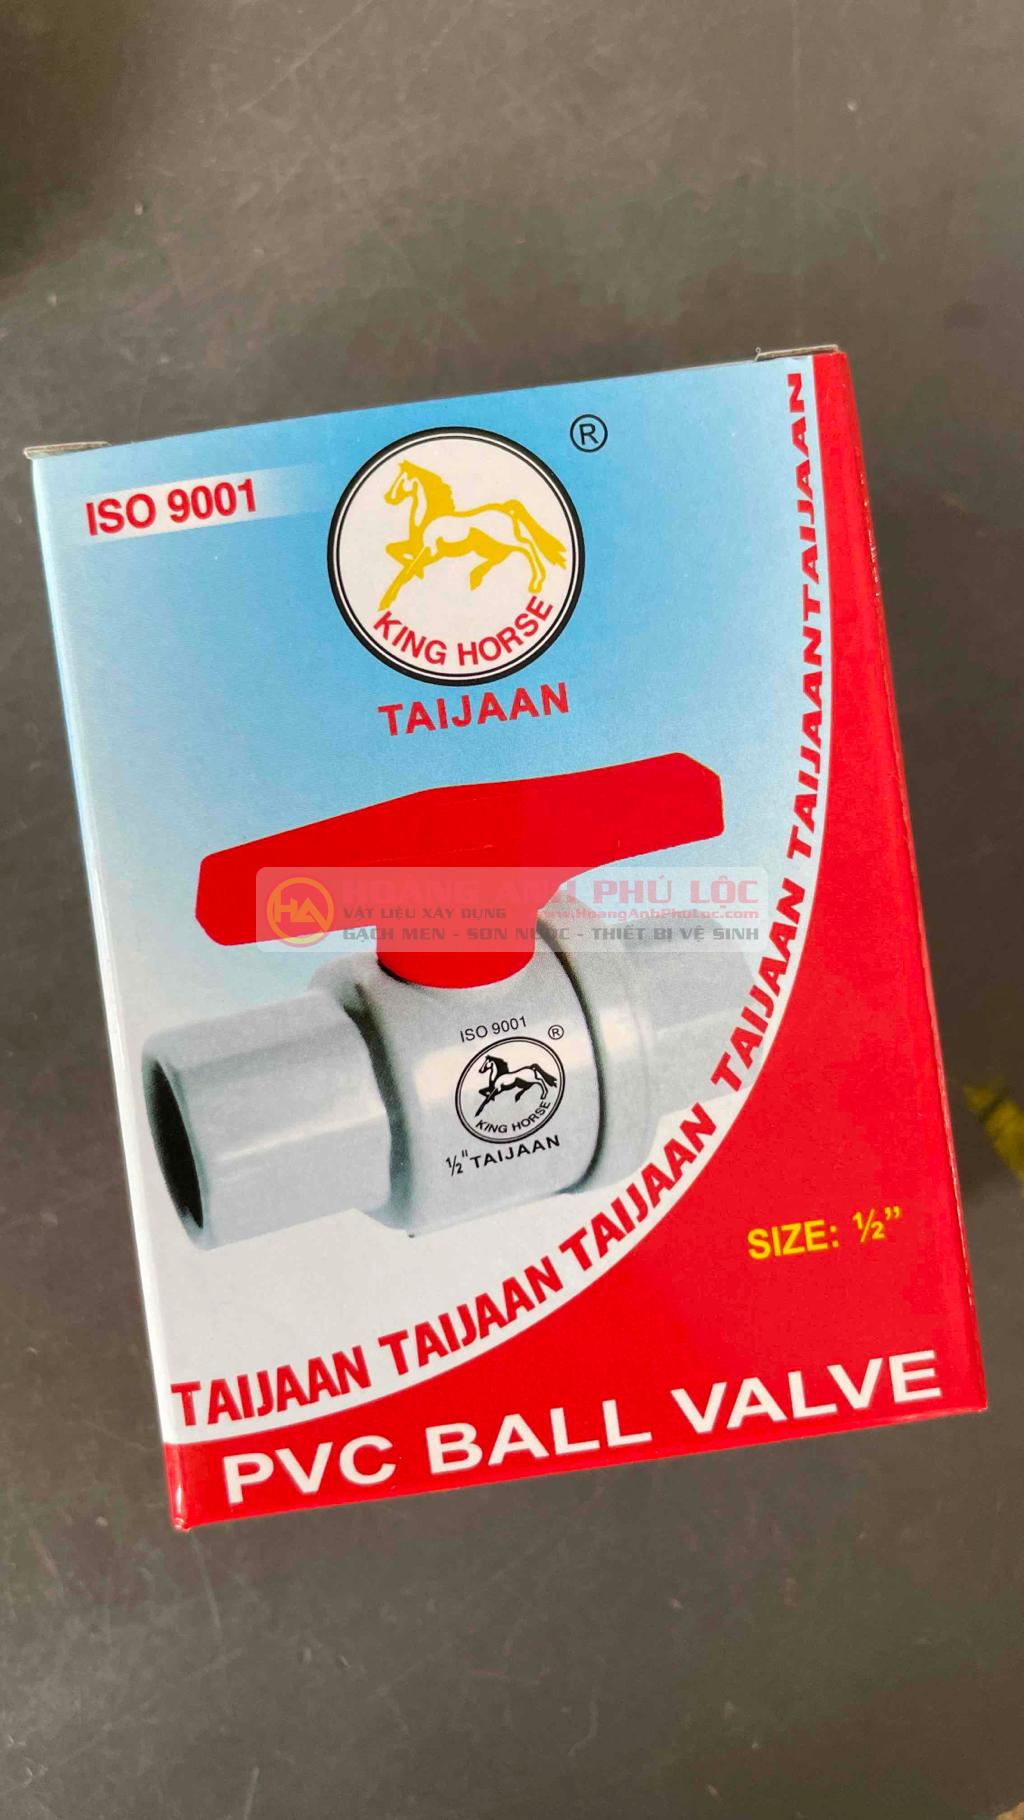 ISO 9001
®
KING HORSE
TAIJAAN
HA
HOÀNG ANH PHÚ LỘC
VẬT LIỆU XÂY DỰNG www.HoangAnhPhuLoc.com
GẠCH MEN - SƠN NƯỚC - THIẾT BỊ VỆ SINH
ISO 9001
®
KING HORSE
½" TAIJAAN
TAIJAAN TAIJAAN TAIJAAN TAIJAAN TAIJAAN TAIJAANTAIJAAN
SIZE: ½”
PVC BALL VALVE